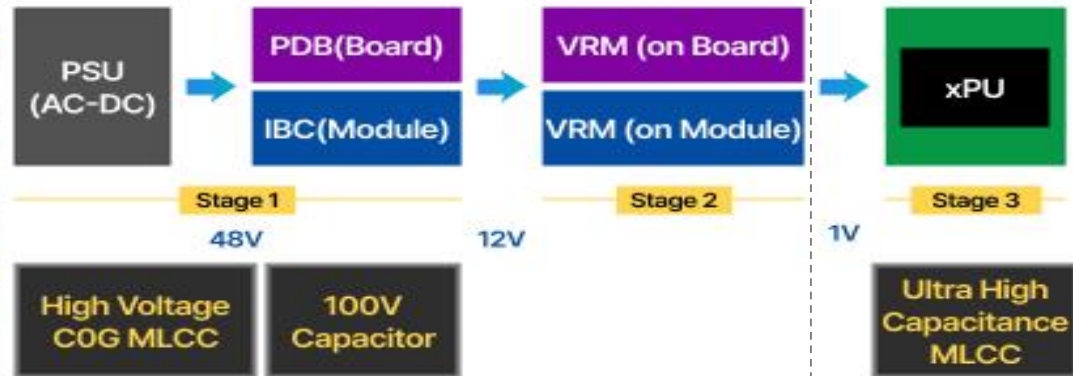 PSU
(AC-DC)
PDB(Board)
IBC(Module)
VRM (on Board)
VRM (on Module)
xPU
Stage 1
Stage 2
Stage 3
48V
12V
1V
High Voltage
C0G MLCC
100V
Capacitor
Ultra High
Capacitance
MLCC